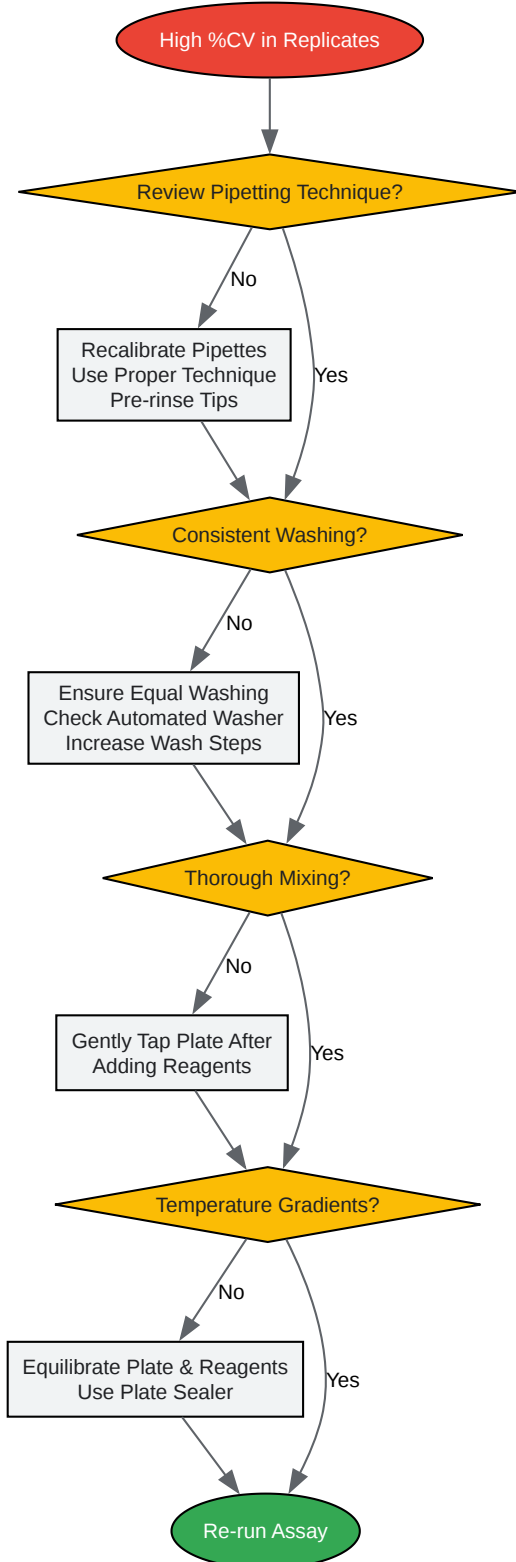 High %CV in Replicates
Review Pipetting Technique?
No
Recalibrate Pipettes
Use Proper Technique
Pre-rinse Tips
Yes
Consistent Washing?
No
Ensure Equal Washing
Check Automated Washer
Increase Wash Steps
Yes
Thorough Mixing?
No
Gently Tap Plate After
Adding Reagents
Yes
Temperature Gradients?
No
Equilibrate Plate & Reagents
Use Plate Sealer
Yes
Re-run Assay